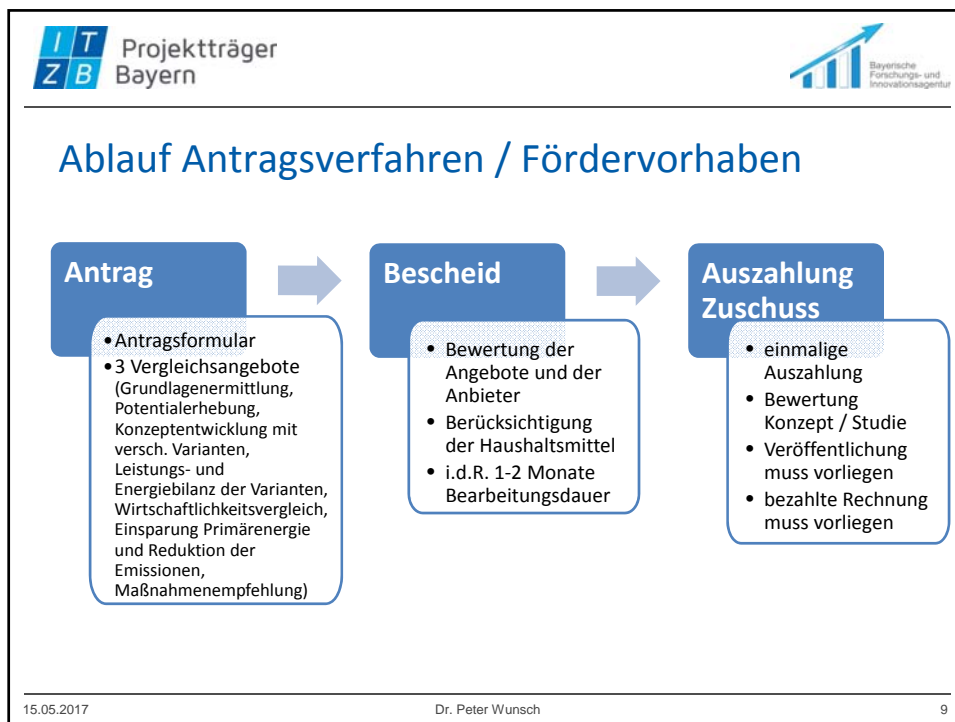 I T
Z B
Projektträger
Bayern
Bayerische
Forschungs- und
Innovationsagentur
Ablauf Antragsverfahren / Fördervorhaben
Antrag
•Antragsformular
•3 Vergleichsangebote
(Grundlagenermittlung,
Potentialerhebung,
Konzeptentwicklung mit
versch. Varianten,
Leistungs- und
Energiebilanz der Varianten,
Wirtschaftlichkeitsvergleich,
Einsparung Primärenergie
und Reduktion der
Emissionen,
Maßnahmenempfehlung)
Bescheid
• Bewertung der
Angebote und der
Anbieter
• Berücksichtigung
der Haushaltsmittel
• i.d.R. 1-2 Monate
Bearbeitungsdauer
Auszahlung
Zuschuss
• einmalige
Auszahlung
• Bewertung
Konzept / Studie
• Veröffentlichung
muss vorliegen
• bezahlte Rechnung
muss vorliegen
15.05.2017
Dr. Peter Wunsch
9